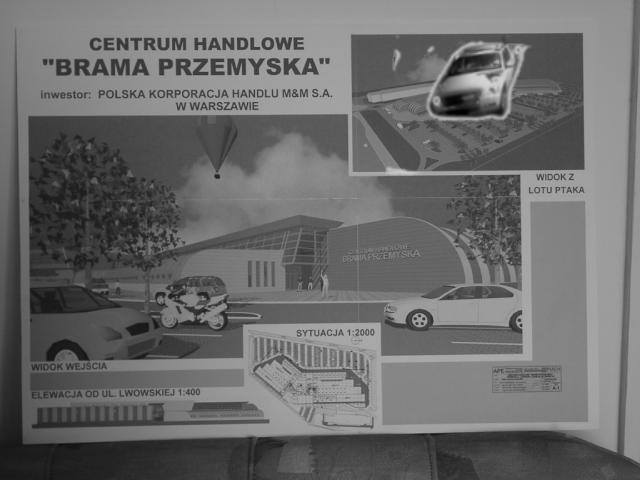 CENTRUM HANDLOWE
"BRAMA PRZEMYSKA"
inwestor: POLSKA KORPORACJA HANDLU M&M S.A.
W WARSZAWIE
WIDOK Z
LOTU PTAKA
CENTRUM HANDLOWE
BRAMA PRZEMYSKA
WIDOK WEJŚCIA
SYTUACJA 1:2000
ELEWACJA OD UL. LWOWSKIEJ 1:400
APE